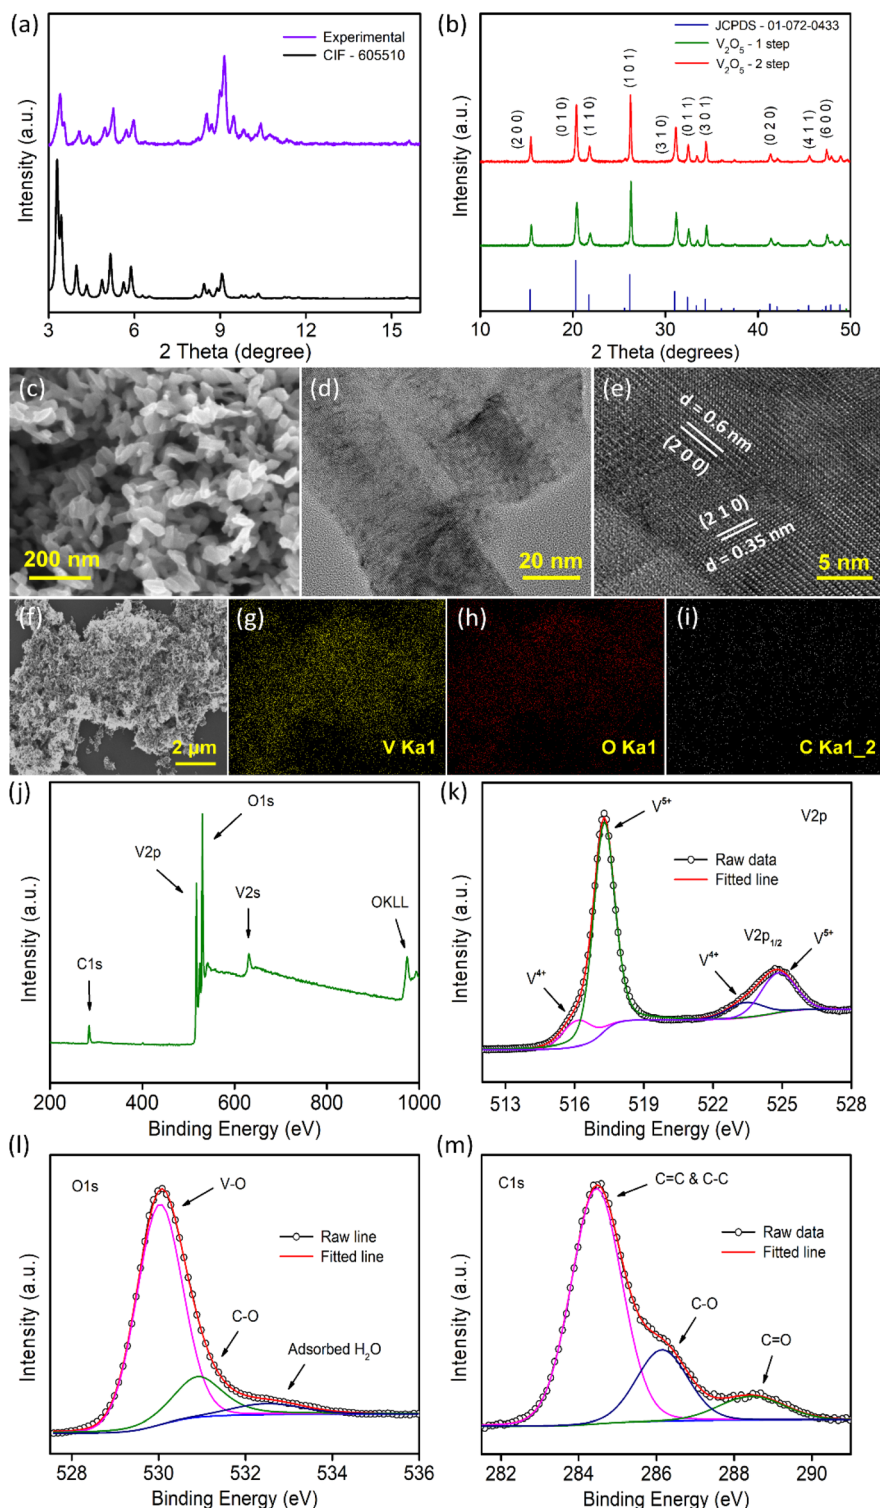 (a)
Experimental
CIF - 605510
Intensity (a.u.)
3 6 9 12 15
2 Theta (degree)
(b)
JCPDS - 01-072-0433
V₂O₅ - 1 step
V₂O₅ - 2 step
(2 0 0)
(0 1 0)
(1 1 0)
(1 0 1)
(3 1 0)
(0 1 1)
(3 0 1)
(0 2 0)
(4 1 1)
(6 0 0)
Intensity (a.u.)
10 20 30 40 50
2 Theta (degrees)
(c)
200 nm
(d)
20 nm
(e)
d = 0.6 nm
(2 0 0)
(2 1 0)
d = 0.35 nm
5 nm
(f)
2 µm
(g)
V Ka1
(h)
O Ka1
(i)
C Ka1_2
(j)
O1s
V2p
V2s
OKLL
C1s
Intensity (a.u.)
200 400 600 800 1000
Binding Energy (eV)
(k)
V⁵⁺
V2p
Raw data
Fitted line
V2p₁/₂
V⁵⁺
V⁴⁺
V⁴⁺
Intensity (a.u.)
513 516 519 522 525 528
Binding Energy (eV)
(l)
O1s
V-O
Raw line
Fitted line
C-O
Adsorbed H₂O
Intensity (a.u.)
528 530 532 534 536
Binding Energy (eV)
(m)
C1s
C=C & C-C
Raw data
Fitted line
C-O
C=O
Intensity (a.u.)
282 284 286 288 290
Binding Energy (eV)